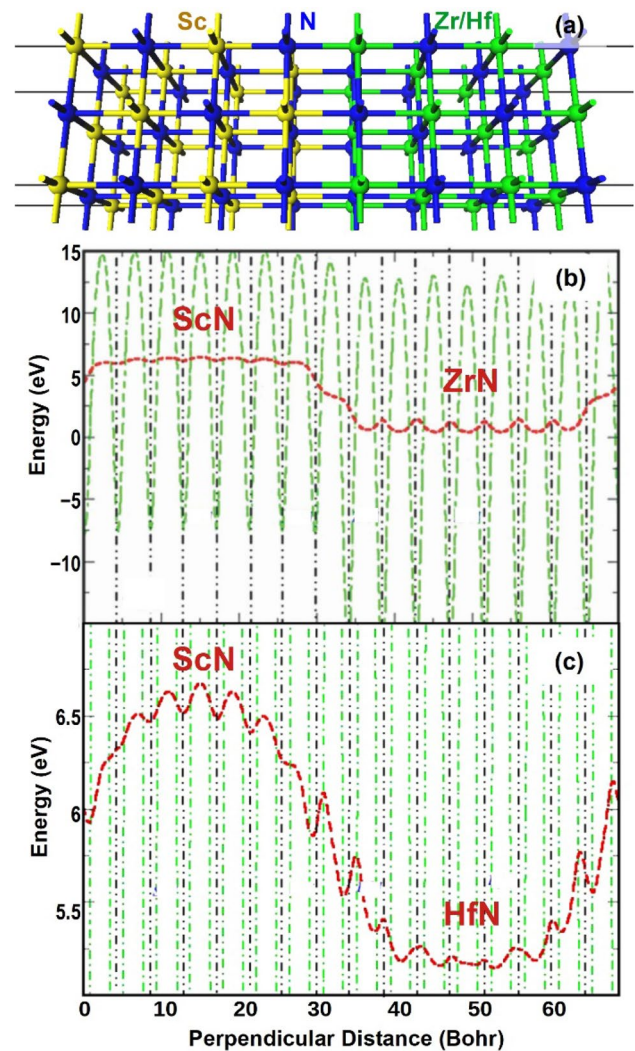 Sc N Zr/Hf (a)
15
ScN (b)
10
Energy (eV)
5
ZrN
0
−5
−10
ScN (c)
6.5
Energy (eV)
6
5.5
HfN
0 10 10 20 30 40 50 60
Perpendicular Distance (Bohr)